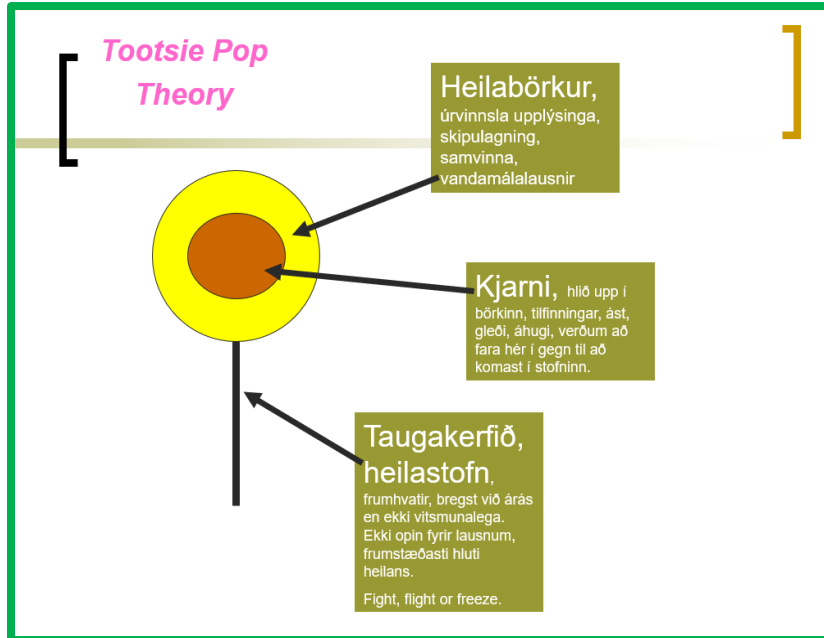 Tootsie Pop
Theory
Heilabörkur,
úrvinnsla upplýsinga,
skipulagning,
samvinna,
vandamálalausnir
Kjarni, hlið upp í
börkinn, tilfinningar, ást,
gleði, áhugi, verðum að
fara hér í gegn til að
komast í stofninn.
Taugakerfið,
heilastofn,
frumhvatir, bregst við árás
en ekki vitsmunalega.
Ekki opin fyrir lausnum,
frumstæðasti hluti
heilans.
Fight, flight or freeze.